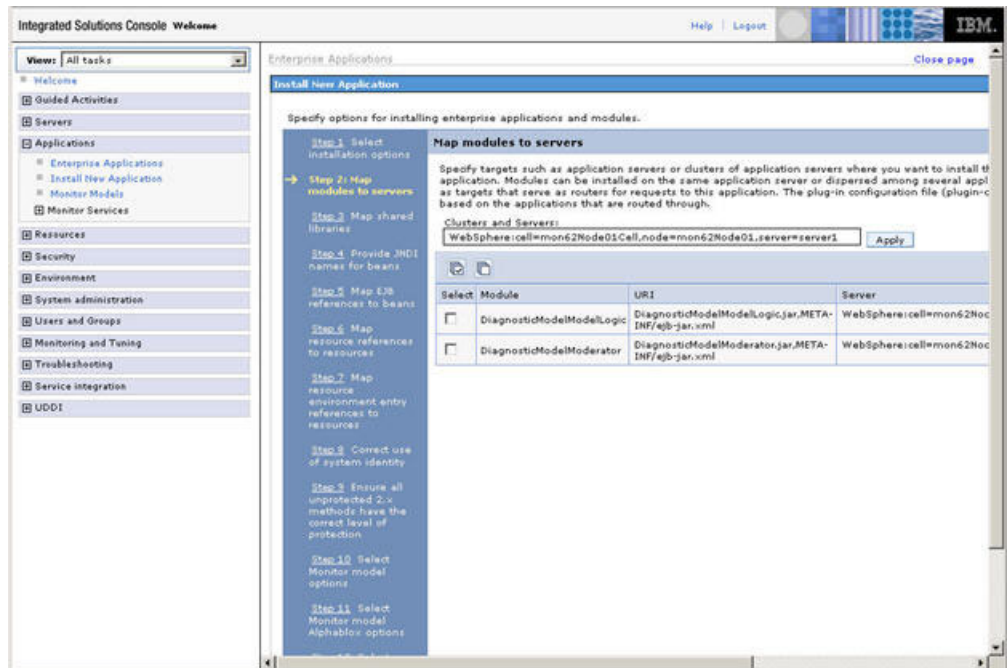 Integrated Solutions Console Welcome
Help | Logout
IBM.
View: All tasks
Welcome
Guided Activities
Servers
Applications
Enterprise Applications
Install New Application
Monitor Models
Monitor Services
Resources
Security
Environment
System administration
Users and Groups
Monitoring and Tuning
Troubleshooting
Service integration
UDDI
Enterprise Applications
Close page
Install New Application
Specify options for installing enterprise applications and modules.
Step 1 Select
installation options
Step 2: Map
modules to servers
Step 3 Map shared
libraries
Step 4 Provide JNDI
names for beans
Step 5 Map EJB
references to beans
Step 6 Map
resource references
to resources
Step 7 Map
resource
environment entry
references to
resources
Step 8 Correct use
of system identity
Step 9 Ensure all
unprotected 2.x
methods have the
correct level of
protection
Step 10 Select
Monitor model
options
Step 11 Select
Monitor model
Alphablox options
Map modules to servers
Specify targets such as application servers or clusters of application servers where you want to install th
application. Modules can be installed on the same application server or dispersed among several appl
as targets that serve as routers for requests to this application. The plug-in configuration file (plugin-c
based on the applications that are routed through.
Clusters and Servers:
WebSphere:cell=mon62Node01Cell,node=mon62Node01,server=server1
Apply
Select Module URI Server
DiagnosticModelModelLogic DiagnosticModelModelLogic.jar,META- WebSphere:cell=mon62Noc
INF/ejb-jar.xml
DiagnosticModelModerator DiagnosticModelModerator.jar,META- WebSphere:cell=mon62Noc
INF/ejb-jar.xml